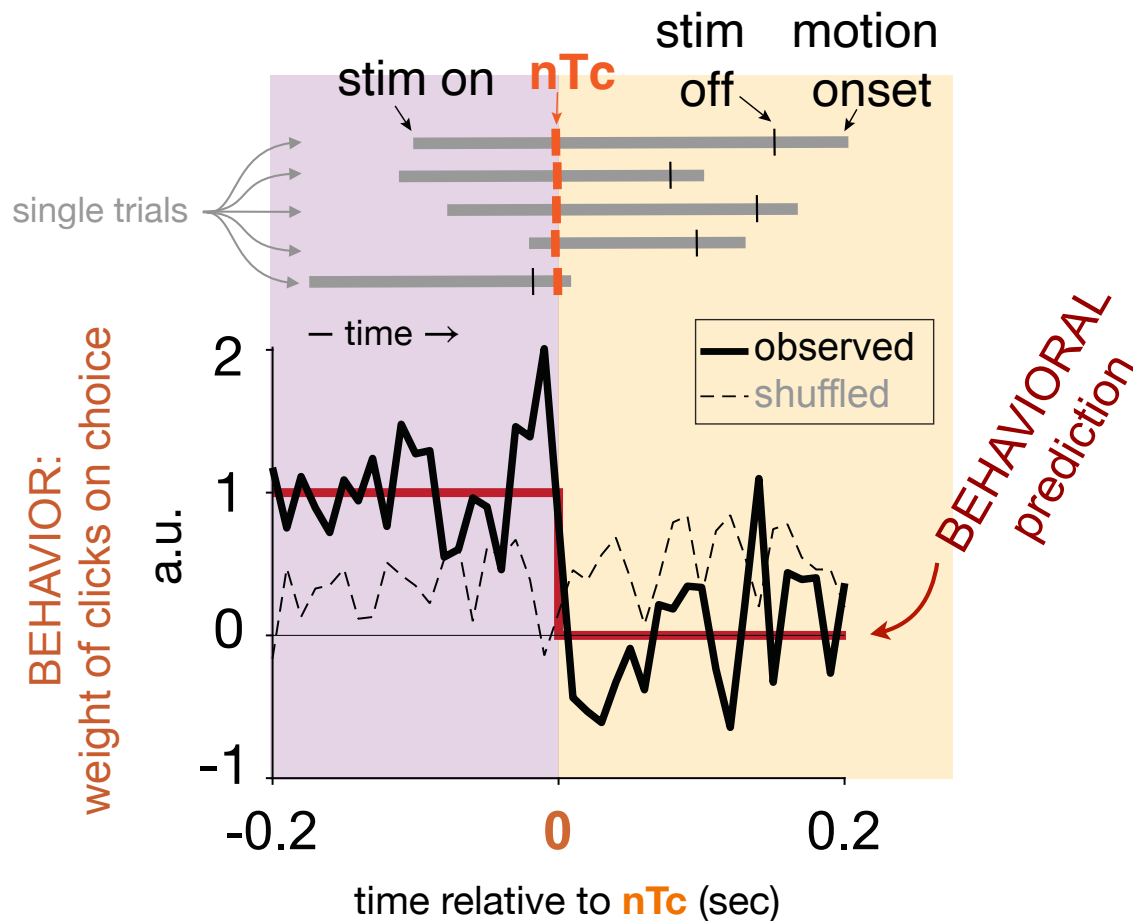 stim
motion
stim on
nTc
off
onset
single trials
– time →
observed
shuffled
BEHAVIORAL
prediction
BEHAVIOR:
weight of clicks on choice
a.u.
2
1
0
-1
-0.2
0
0.2
time relative to nTc (sec)